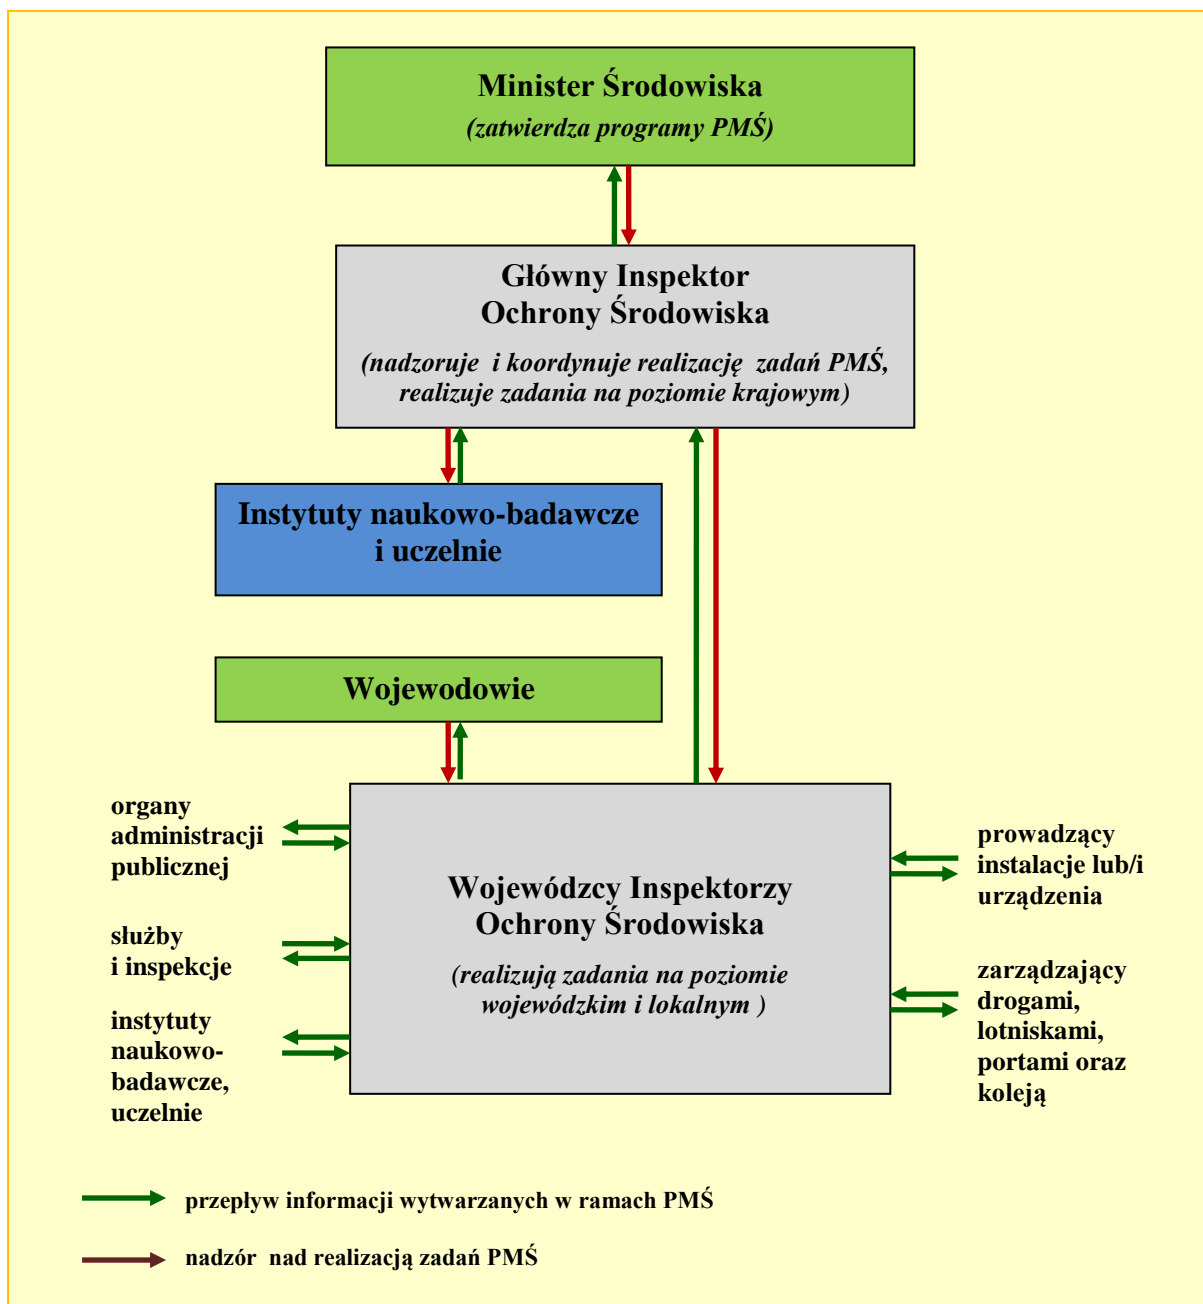 Minister Środowiska
(zatwierdza programy PMŚ)
Główny Inspektor
Ochrony Środowiska
(nadzoruje i koordynuje realizację zadań PMŚ,
realizuje zadania na poziomie krajowym)
Instytuty naukowo-badawcze
i uczelnie
Wojewodowie
organy
administracji
publicznej
służby
i inspekcje
instytuty
naukowo-
badawcze,
uczelnie
Wojewódzcy Inspektorzy
Ochrony Środowiska
(realizują zadania na poziomie
wojewódzkim i lokalnym )
prowadzący
instalacje lub/i
urządzenia
zarządzający
drogami,
lotniskami,
portami oraz
koleją
przepływ informacji wytwarzanych w ramach PMŚ
nadzór nad realizacją zadań PMŚ